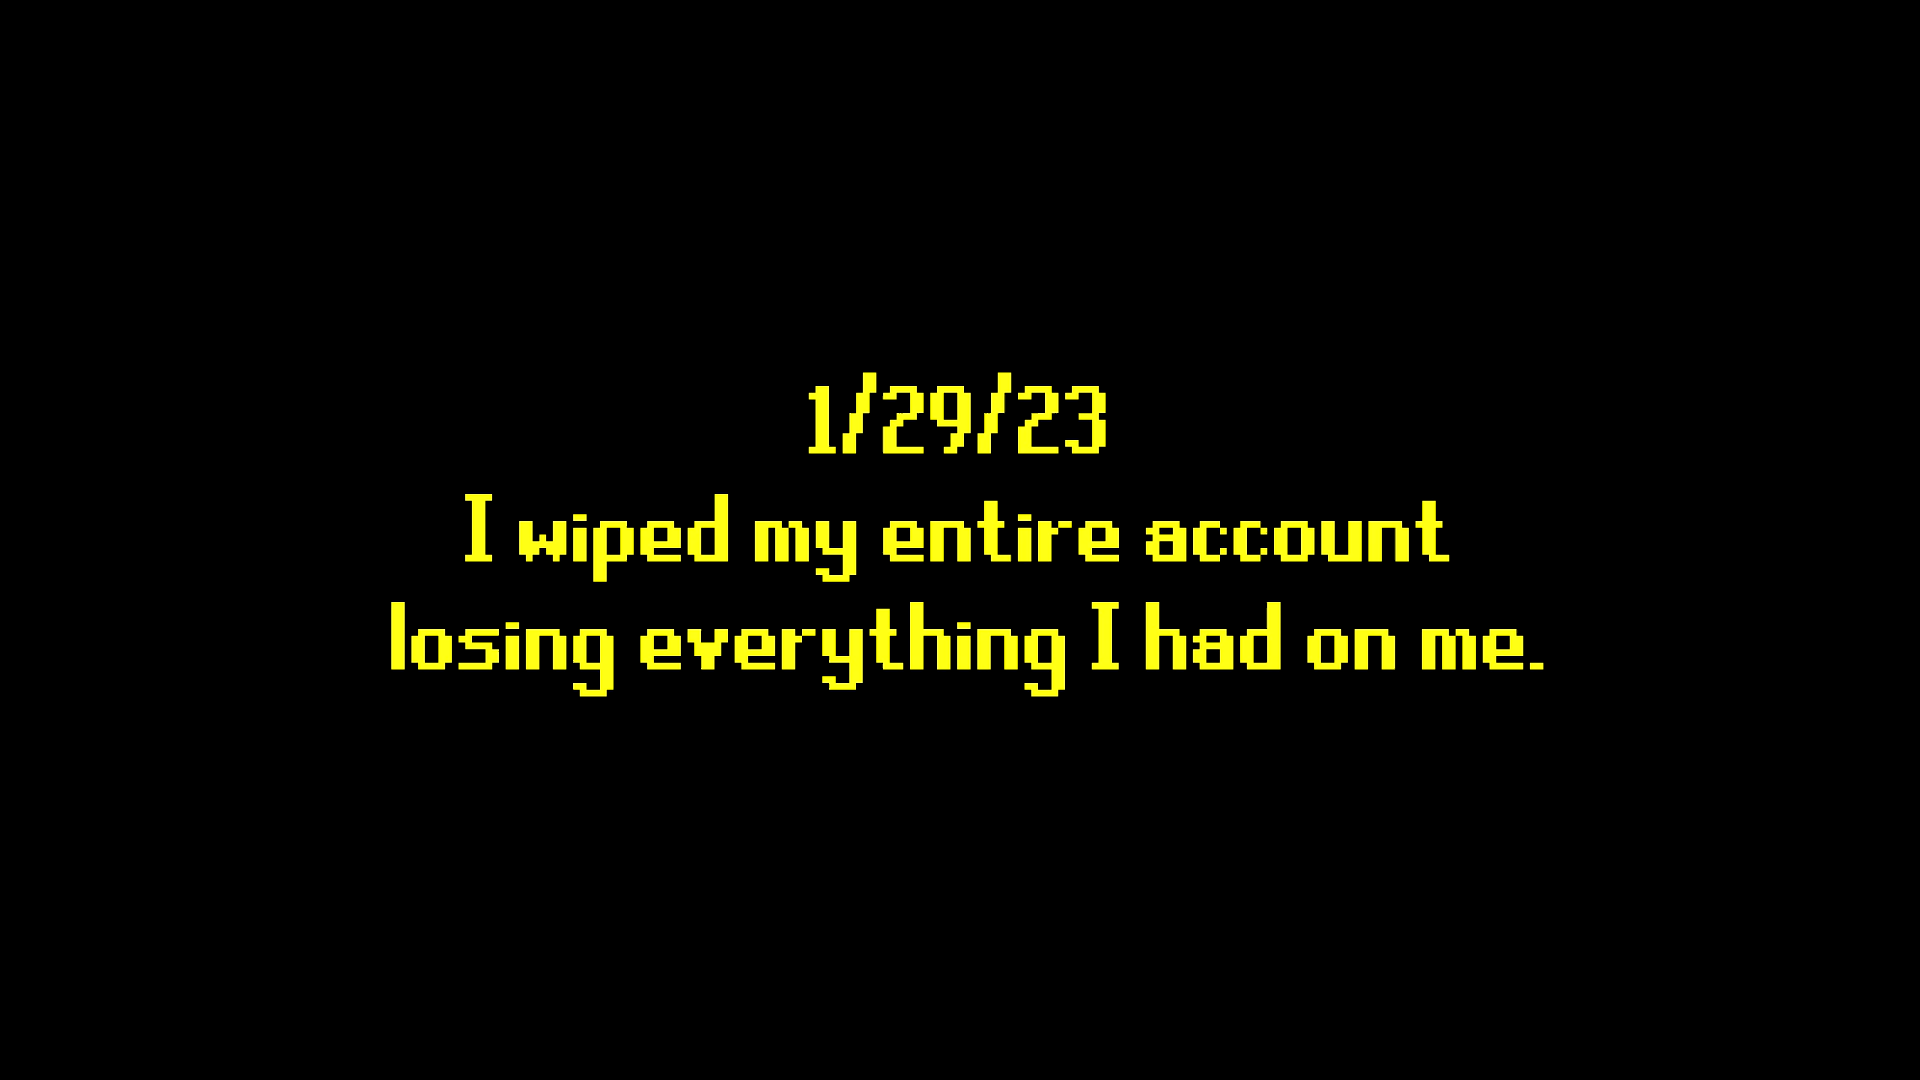 1/29/23
I wiped my entire account
losing everything I had on me.